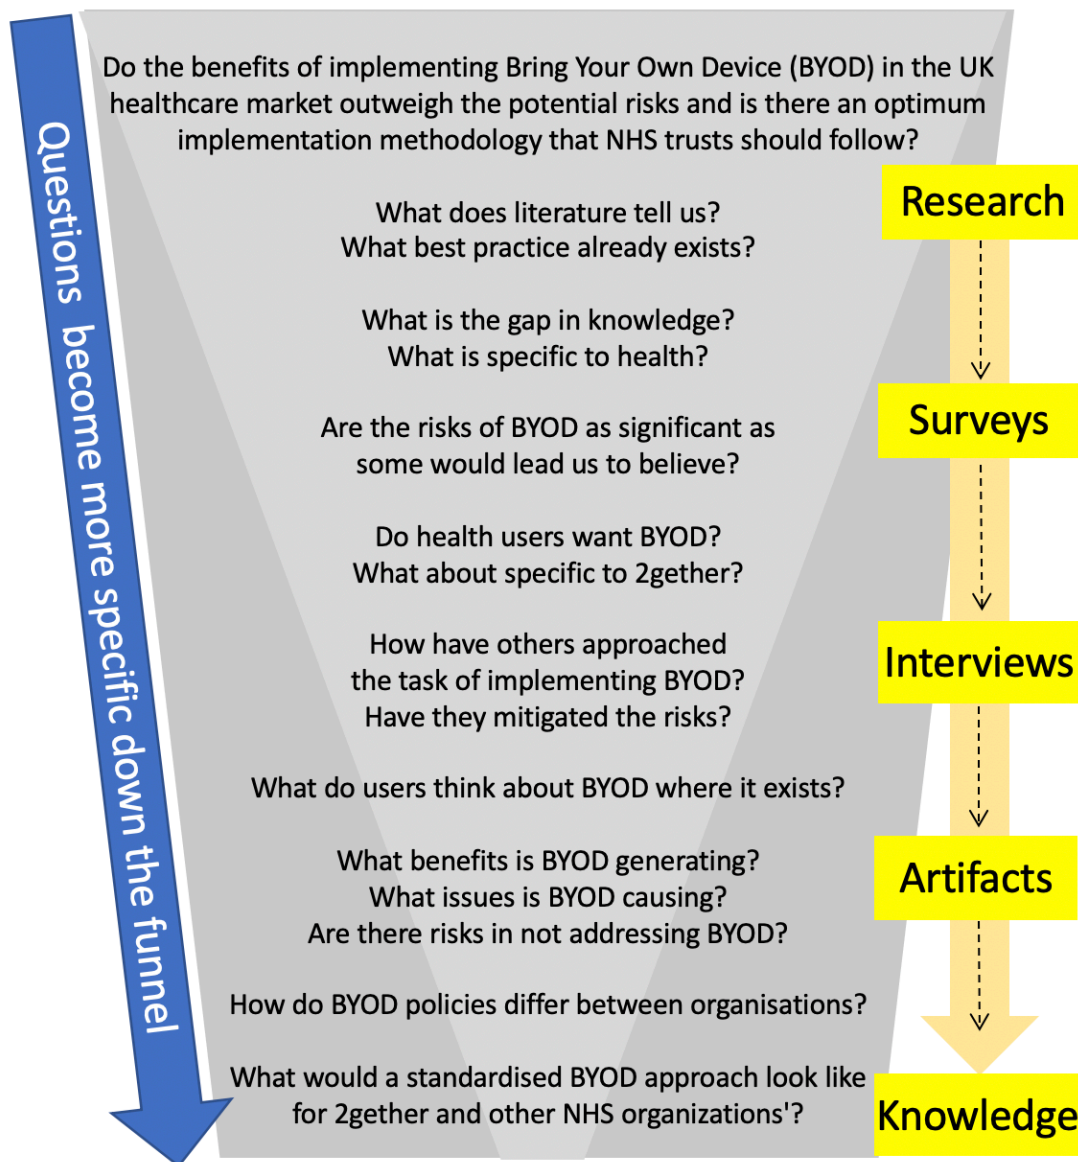 Do the benefits of implementing Bring Your Own Device (BYOD) in the UK
healthcare market outweigh the potential risks and is there an optimum
implementation methodology that NHS trusts should follow?
What does literature tell us?
What best practice already exists?
What is the gap in knowledge?
What is specific to health?
Are the risks of BYOD as significant as
some would lead us to believe?
Do health users want BYOD?
What about specific to 2gether?
How have others approached
the task of implementing BYOD?
Have they mitigated the risks?
What do users think about BYOD where it exists?
What benefits is BYOD generating?
What issues is BYOD causing?
Are there risks in not addressing BYOD?
How do BYOD policies differ between organisations?
What would a standardised BYOD approach look like
for 2gether and other NHS organizations'?
Questions become more specific down the funnel
Research
Surveys
Interviews
Artifacts
Knowledge